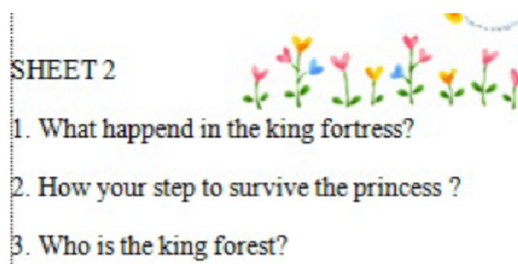 SHEET 2
1. What happend in the king fortress?
2. How your step to survive the princess ?
3. Who is the king forest?